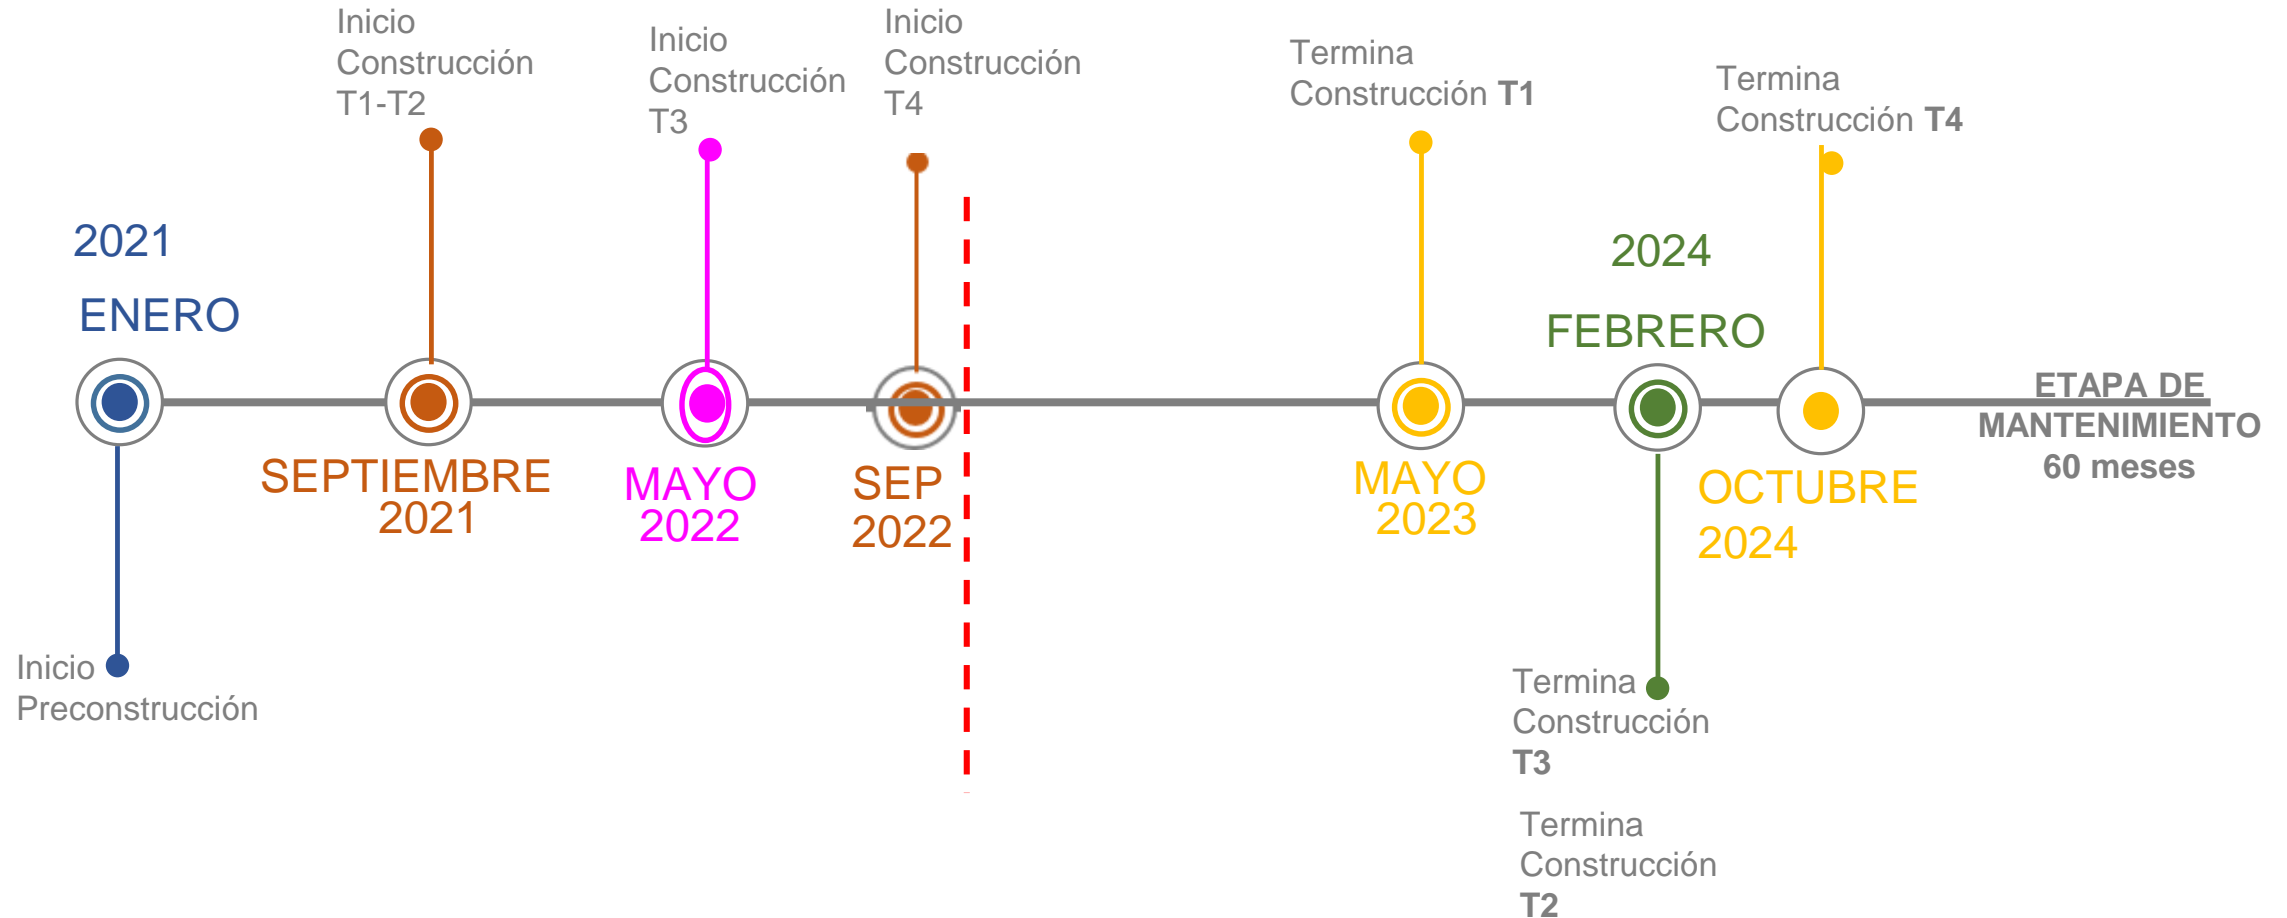 Inicio
Construcción
T1-T2
Inicio
Construcción
T3
Inicio
Construcción
T4
Termina
Construcción T1
Termina
Construcción T4
2021
ENERO
2024
FEBRERO
SEPTIEMBRE
2021
MAYO
2022
SEP
2022
MAYO
2023
OCTUBRE
2024
ETAPA DE
MANTENIMIENTO
60 meses
Inicio
Preconstrucción
Termina
Construcción
T3
Termina
Construcción
T2